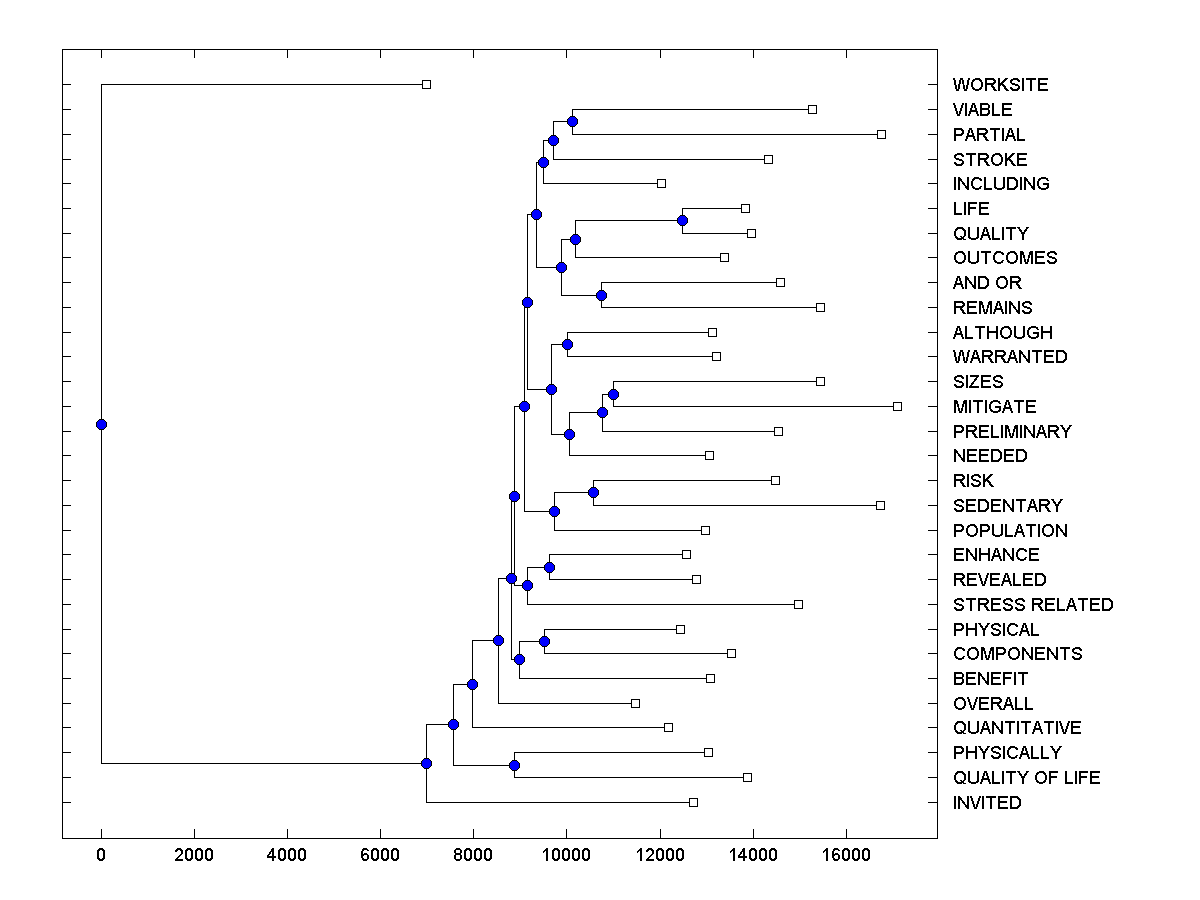 WORKSITE
VIABLE
PARTIAL
STROKE
INCLUDING
LIFE
QUALITY
OUTCOMES
AND OR
REMAINS
ALTHOUGH
WARRANTED
SIZES
MITIGATE
PRELIMINARY
NEEDED
RISK
SEDENTARY
POPULATION
ENHANCE
REVEALED
STRESS RELATED
PHYSICAL
COMPONENTS
BENEFIT
OVERALL
QUANTITATIVE
PHYSICALLY
QUALITY OF LIFE
INVITED
0 2000 4000 6000 8000 10000 12000 14000 16000